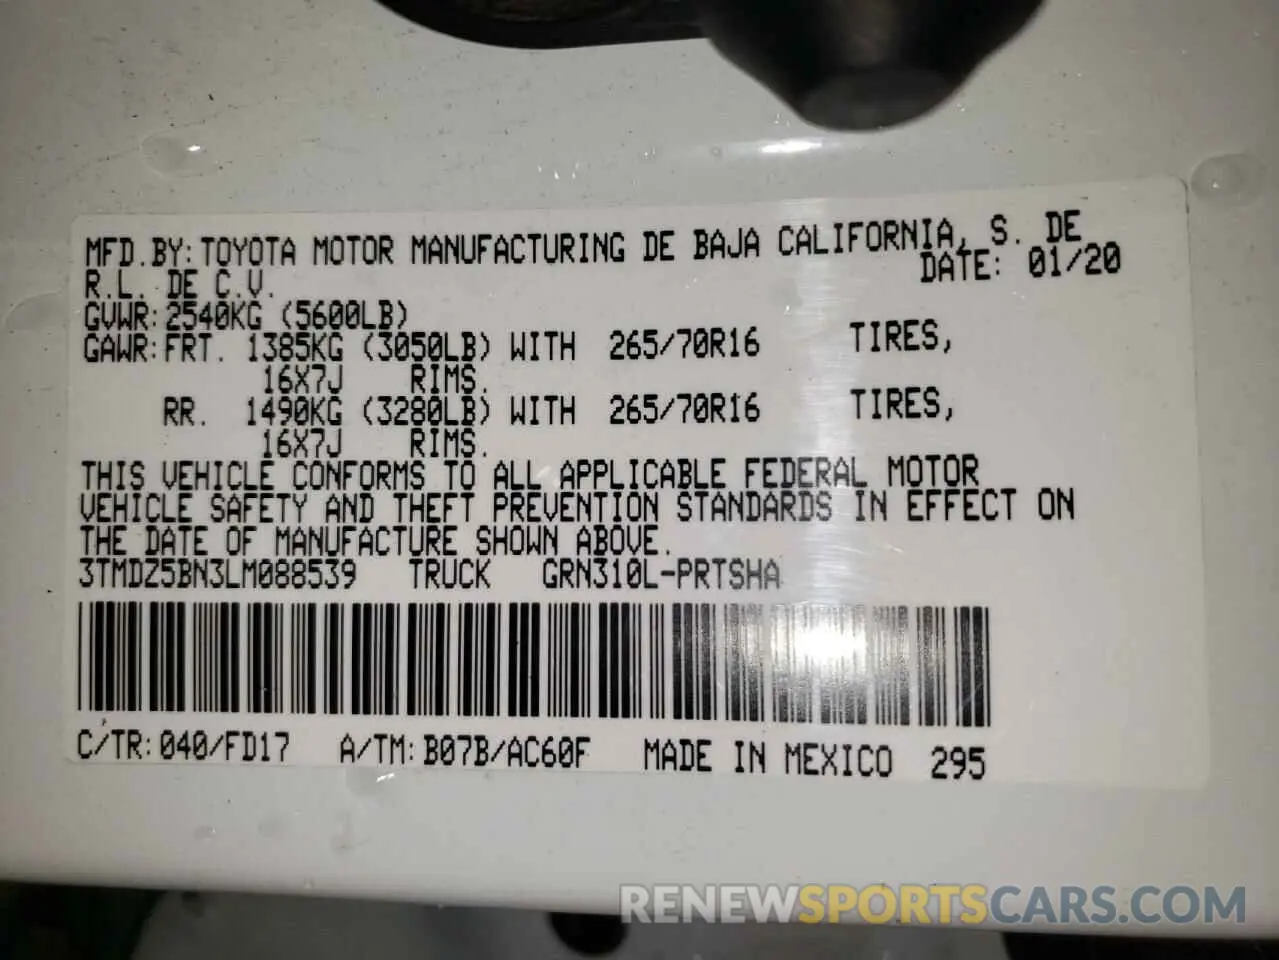 MFD.BY: TOYOTA MOTOR MANUFACTURING DE BAJA CALIFORNIA, S. DE
R.L. DE C.V. DATE: 01/20
GVWR: 2540KG (5600LB)
GAWR: FRT. 1385KG (3050LB) WITH 265/70R16 TIRES,
16X7J RIMS.
RR. 1490KG (3280LB) WITH 265/70R16 TIRES,
16X7J RIMS.
THIS VEHICLE CONFORMS TO ALL APPLICABLE FEDERAL MOTOR
VEHICLE SAFETY AND THEFT PREVENTION STANDARDS IN EFFECT ON
THE DATE OF MANUFACTURE SHOWN ABOVE.
3TMDZ5BN3LM088539 TRUCK GRN310L-PRTSHA
C/TR: 040/FD17 A/TM: B07B/AC60F MADE IN MEXICO 295
RENEWSPORTSCARS.COM